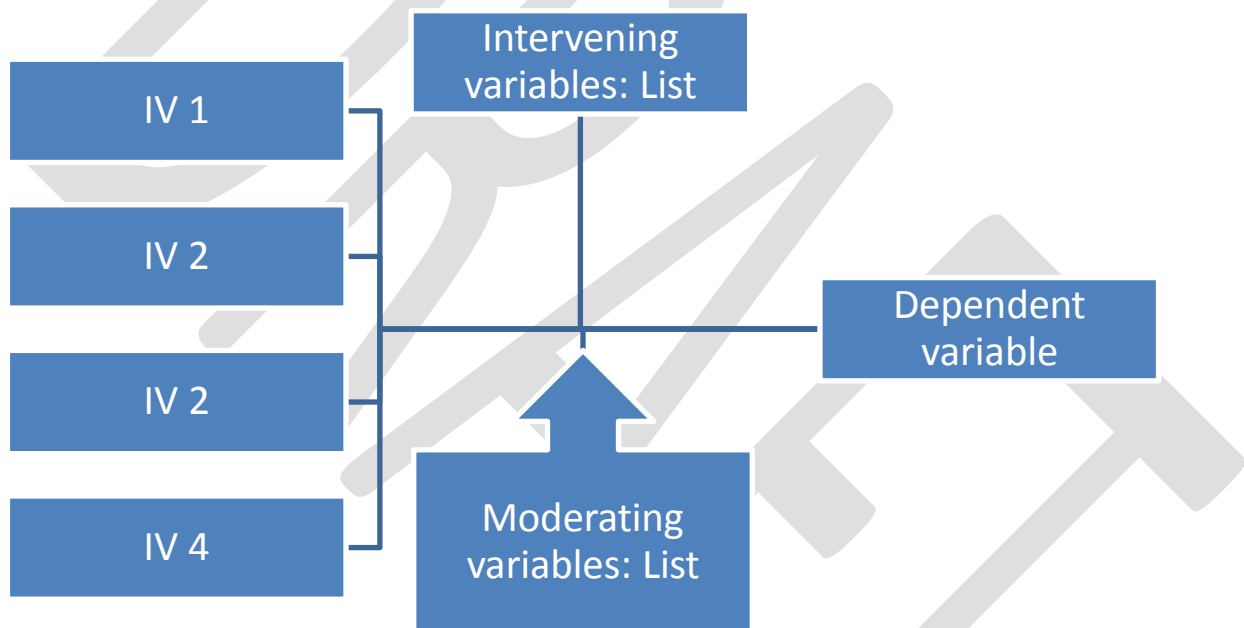 Intervening
variables: List
IV 1
IV 2
Dependent
variable
IV 2
IV 4
Moderating
variables: List